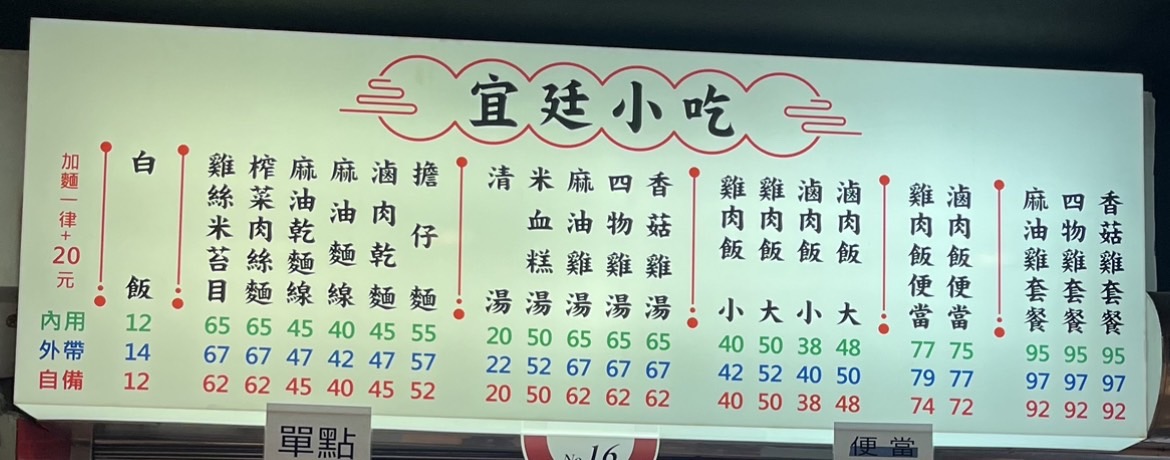 宜廷小吃
香菇雞套餐
四物雞套餐
麻油雞套餐
滷肉飯便當
雞肉飯便當
滷肉飯 大
滷肉飯 小
雞肉飯 大
雞肉飯 小
香菇雞湯
四物雞湯
麻油雞湯
米血糕湯
清湯
擔仔麵
滷肉乾麵
麻油麵線
麻油乾麵線
榨菜肉絲麵
雞絲米苔目
白飯
加麵一律+20元
內用 12 65 65 45 40 45 55 20 50 65 65 65 40 50 38 48 77 75 95 95 95
外帶 14 67 67 47 42 47 57 22 52 67 67 67 42 52 40 50 79 77 97 97 97
自備 12 62 62 45 40 45 52 20 50 62 62 62 40 50 38 48 74 72 92 92 92
單點
No.16
便當